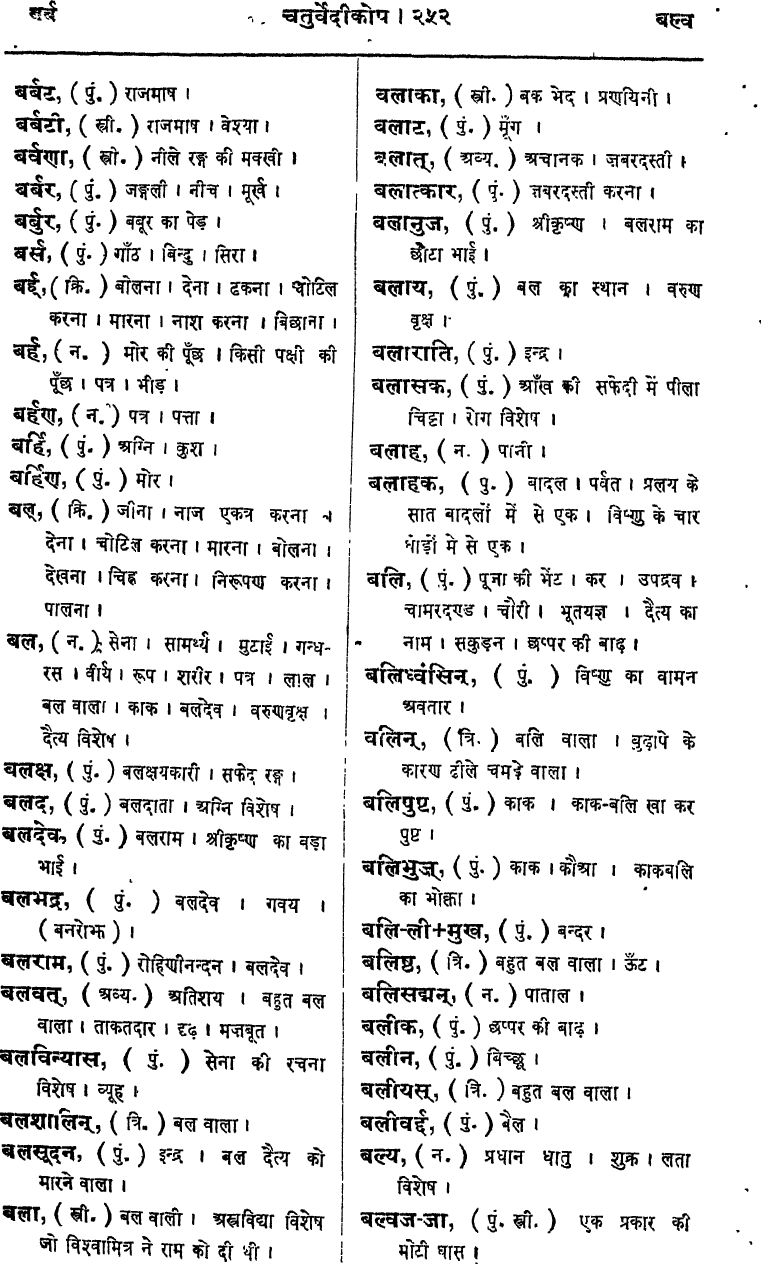 सर्व चतुर्वेदीकोष । २५२ बल्व
बर्बट, ( पुं. ) राजमाष ।
बर्बटी, ( स्त्री. ) राजमाष । वेश्या ।
बर्वणा, ( स्त्री. ) नीले रङ्ग की मक्खी ।
बर्बर, ( पुं. ) जङ्गली । नीच । मूर्ख ।
बर्बुर, ( पुं. ) बबूर का पेड़ ।
बर्स, ( पुं. ) गाँठ । बिन्दु । सिरा ।
बर्ह्, ( क्रि. ) बोलना । देना । ढकना । चोटिल
करना । मारना । नाश करना । बिछाना ।
बर्ह, ( न. ) मोर की पूँछ । किसी पक्षी की
पूँछ । पत्र । भीड़ ।
बर्हण, ( न. ) पत्र । पत्ता ।
बर्हि, ( पुं. ) अग्नि । कुश ।
बर्हिण, ( पुं. ) मोर ।
बल्, ( क्रि. ) जीना । नाज एकत्र करना ।
देना । चोटिल करना । मारना । बोलना ।
देखना । चिह्न करना । निरूपण करना ।
पालना ।
बल, ( न. ) सेना । सामर्थ्य । मुटाई । गन्ध-
रस । वीर्य । रूप । शरीर । पत्र । लाल ।
बल वाला । काक । बलदेव । वरुणवृक्ष ।
दैत्य विशेष ।
बलक्ष, ( पुं. ) बलक्षयकारी । सफेद रङ्ग ।
बलद, ( पुं. ) बलदाता । अग्नि विशेष ।
बलदेव, ( पुं. ) बलराम । श्रीकृष्ण का बड़ा
भाई ।
बलभद्र, ( पुं. ) बलदेव । गवय ।
( बनरोझ ) ।
बलराम, ( पुं. ) रोहिणीनन्दन । बलदेव ।
बलवत्, ( अव्य. ) अतिशय । बहुत बल
वाला । ताकतदार । दृढ़ । मजबूत ।
बलविन्यास, ( पुं. ) सेना की रचना
विशेष । व्यूह ।
बलशालिन्, ( त्रि. ) बल वाला ।
बलसूदन, ( पुं. ) इन्द्र । बल दैत्य को
मारने वाला ।
बला, ( स्त्री. ) बल वाली । अस्त्रविद्या विशेष
जो विश्वामित्र ने राम को दी थी ।
बलाका, ( स्त्री. ) बक भेद । प्रणयिनी ।
बलाट, ( पुं. ) मूँग ।
बलात्, ( अव्य. ) अचानक । ज़बरदस्ती ।
बलात्कार, ( पुं. ) ज़बरदस्ती करना ।
बलानुज, ( पुं. ) श्रीकृष्ण । बलराम का
छोटा भाई ।
बलाय, ( पुं. ) बल का स्थान । वरुण
वृक्ष ।
बलाराति, ( पुं. ) इन्द्र ।
बलासक, ( पुं. ) आँख की सफेदी में पीला
चिट्टा । रोग विशेष ।
बलाह, ( न. ) पानी ।
बलाहक, ( पु. ) बादल । पर्वत । प्रलय के
सात बादलों में से एक । विष्णु के चार
घोड़ों मे से एक ।
बलि, ( पुं. ) पूजा की भेंट । कर । उपद्रव ।
चामरदण्ड । चौरी । भूतयज्ञ । दैत्य का
नाम । सकुड़न । छप्पर की बाढ़ ।
बलिध्वंसिन्, ( पुं. ) विष्णु का वामन
अवतार ।
बलिन्, ( त्रि. ) बलि वाला । बुढ़ापे के
कारण ढीले चमड़े वाला ।
बलिपुष्ट, ( पुं. ) काक । काक-बलि खा कर
पुष्ट ।
बलिभुज्, ( पुं. ) काक । कौआ । काकबलि
का भोक्ता ।
बलि-ली+मुख, ( पुं. ) बन्दर ।
बलिष्ठ, ( त्रि. ) बहुत बल वाला । ऊँट ।
बलिसद्मन्, ( न. ) पाताल ।
बलीक, ( पुं. ) छप्पर की बाढ़ ।
बलीन, ( पुं. ) बिच्छू ।
बलीयस्, ( त्रि. ) बहुत बल वाला ।
बलीवर्द, ( पुं. ) बैल ।
बल्य, ( न. ) प्रधान धातु । शुक्र । लता
विशेष ।
बल्वज-जा, ( पुं. स्त्री. ) एक प्रकार की
मोटी घास ।